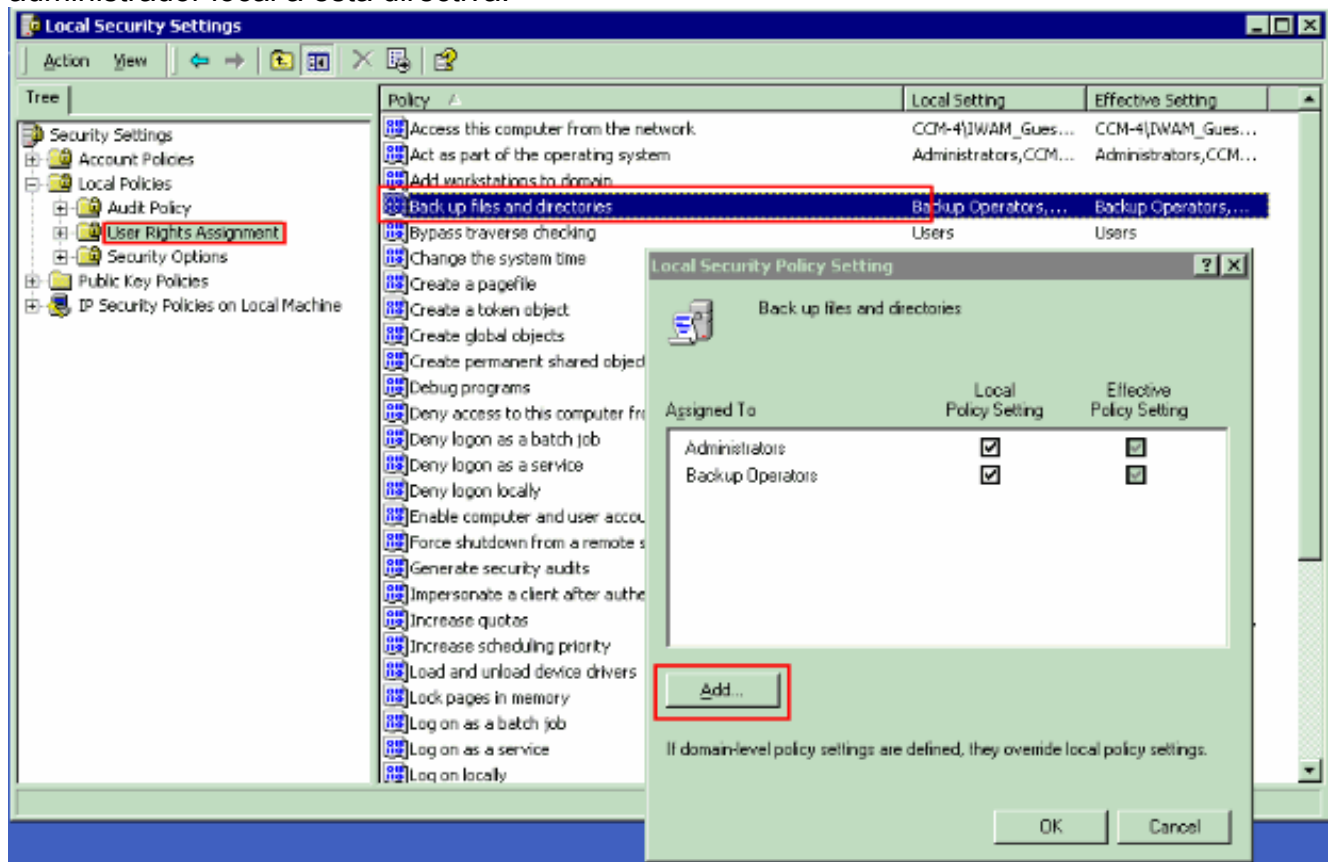 administrador local a esta directiva.
Local Security Settings
Action View
Tree
Policy Local Setting Effective Setting
Security Settings
Account Policies
Local Policies
Audit Policy
User Rights Assignment
Security Options
Public Key Policies
IP Security Policies on Local Machine
Access this computer from the network CCM-4\IWAM_Gues... CCM-4\IWAM_Gues...
Act as part of the operating system Administrators,CCM... Administrators,CCM...
Add workstations to domain
Back up files and directories Backup Operators,... Backup Operators,...
Bypass traverse checking Users Users
Change the system time
Create a pagefile
Create a token object
Create global objects
Create permanent shared object
Debug programs
Deny access to this computer fr
Deny logon as a batch job
Deny logon as a service
Deny logon locally
Enable computer and user accou
Force shutdown from a remote s
Generate security audits
Impersonate a client after authe
Increase quotas
Increase scheduling priority
Load and unload device drivers
Lock pages in memory
Log on as a batch job
Log on as a service
Log on locally
Local Security Policy Setting
Back up files and directories
Assigned To Local Policy Setting Effective Policy Setting
Administrators
Backup Operators
Add...
If domain-level policy settings are defined, they override local policy settings.
OK Cancel